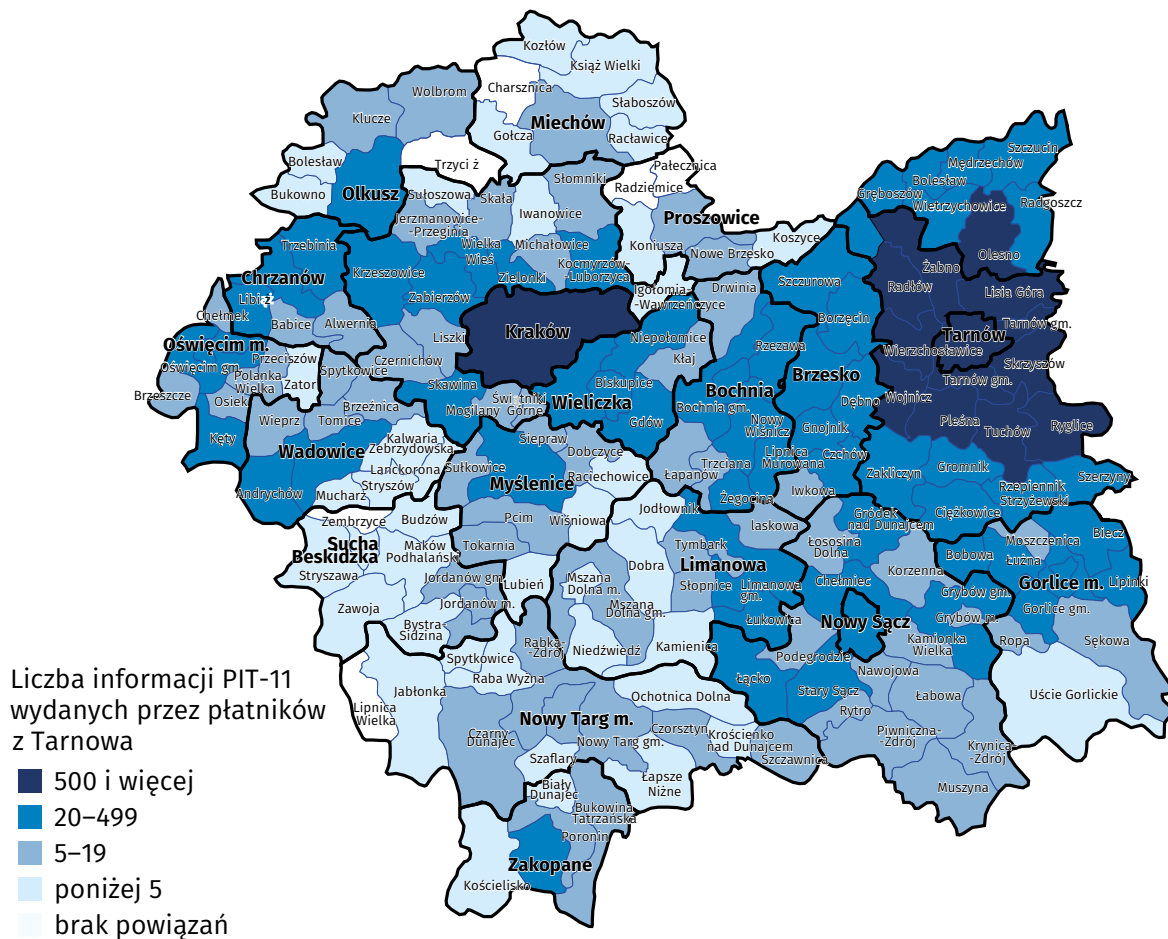 Kozłów
Książ Wielki
Charsznica
Słaboszów
Miechów
Gołcza
Racławice
Wolbrom
Klucze
Bolesław
Trzyci ż
Bukowno
Olkusz
Pałecznica
Radziemice
Słomniki
Sułoszowa
Skała
Jerzmanowice-
-Przeginia
Iwanowice
Proszowice
Koniusza
Koszyce
Nowe Brzesko
Wielka
Wieś
Michałowice
Kocmyrzów-
-Luborzyca
Zielonki
Trzebinia
Krzeszowice
Chrzanów
Zabierzów
Libiąż
Chełmek
Babice
Alwernia
Igołomia-
-Wawrzeńczyce
Drwinia
Szczucin
Mędrzechów
Bolesław
Gręboszów
Wietrzychowice
Radgoszcz
Olesno
Żabno
Radłów
Lisia Góra
Szczurowa
Borzęcin
Tarnów gm.
Tarnów
Wierzchosławice
Skrzyszów
Tarnów gm.
Kraków
Liszki
Niepołomice
Rzezawa
Kłaj
Oświęcim m.
Oświęcim gm.
Przeciszów
Polanka
Wielka
Spytkowice
Czernichów
Zator
Brzeszcze
Osiek
Skawina
Świ tniki
Górne
Mogilany
Biskupice
Wieliczka
Gdów
Bochnia
Bochnia gm.
Brzesko
Dębno
Wojnicz
Pleśna
Tuchów
Ryglice
Nowy
Wiśnicz
Gnojnik
Brzeźnica
Wieprz
Tomice
Kęty
Wadowice
Kalwaria
Zebrzydowska
Siepraw
Dobczyce
Lanckorona
Stryszów
Sułkowice
Myślenice
Raciechowice
Łapanów
Trzciana
Lipnica
Murowana
Czchów
Zakliczyn
Gromnik
Rzepiennik
Strzyżewski
Szerzyny
Andrychów
Mucharz
Żegocina
Iwkowa
Ciężkowice
Zembrzyce
Budzów
Pcim
Wiśniowa
Jodłownik
laskowa
Gródek
nad Dunajcem
Sucha
Beskidzka
Maków
Podhalański
Tokarnia
Tymbark
Łososina
Dolna
Moszczenica
Biecz
Bobowa
Łużna
Stryszawa
Jordanów gm.
Lubień
Mszana
Dolna m.
Dobra
Limanowa
Słopnice
Limanowa
gm.
Chełmiec
Korzenna
Gorlice m.
Lipinki
Zawoja
Jordanów m.
Mszana
Dolna gm.
Grybów gm.
Gorlice gm.
Bystra-
Sidzina
Łukowica
Nowy Sącz
Grybów m.
Rabka-
-Zdrój
Niedźwiedź
Kamienica
Podegrodzie
Kamionka
Wielka
Ropa
Sękowa
Spytkowice
Raba Wyżna
Nawojowa
Jabłonka
Lipnica
Wielka
Ochotnica Dolna
Łącko
Stary Sącz
Rytro
Łabowa
Uście Gorlickie
Nowy Targ m.
Czarny
Dunajec
Czorsztyn
Krościenko
nad Dunajcem
Piwniczna-
-Zdrój
Nowy Targ gm.
Szczawnica
Krynica-
-Zdrój
Szaflary
Biały
Dunajec
Łapsze
Niżne
Muszyna
Bukowina
Tatrzańska
Poronin
Zakopane
Kościelisko
Liczba informacji PIT-11
wydanych przez płatników
z Tarnowa
500 i więcej
20–499
5–19
poniżej 5
brak powiązań